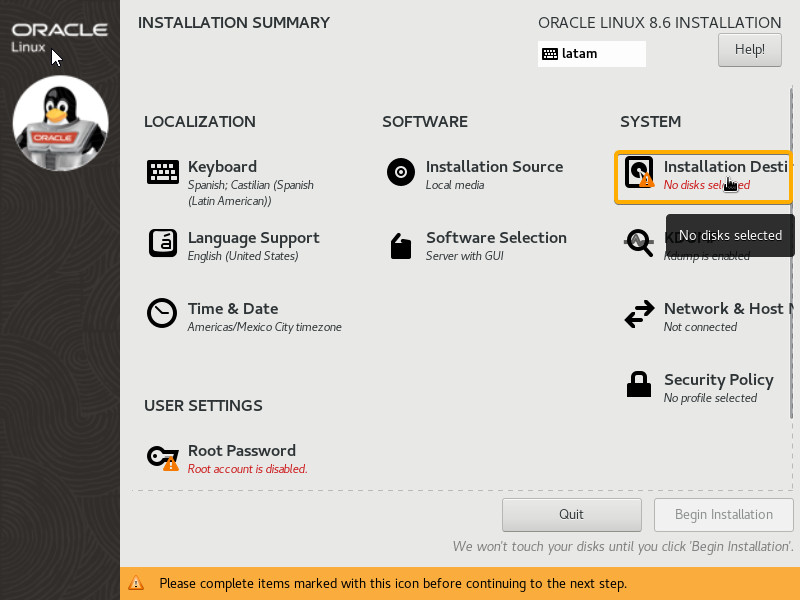 ORACLE
Linux
ORACLE
INSTALLATION SUMMARY
ORACLE LINUX 8.6 INSTALLATION
latam
Help!
LOCALIZATION
Keyboard
Spanish; Castilian (Spanish
(Latin American))
Language Support
English (United States)
Time & Date
Americas/Mexico City timezone
SOFTWARE
Installation Source
Local media
Software Selection
Server with GUI
SYSTEM
Installation Desti
No disks selected
No disks selected
Kdump is enabled
Network & Host
Not connected
Security Policy
No profile selected
USER SETTINGS
Root Password
Root account is disabled.
Quit
Begin Installation
We won't touch your disks until you click 'Begin Installation'.
Please complete items marked with this icon before continuing to the next step.